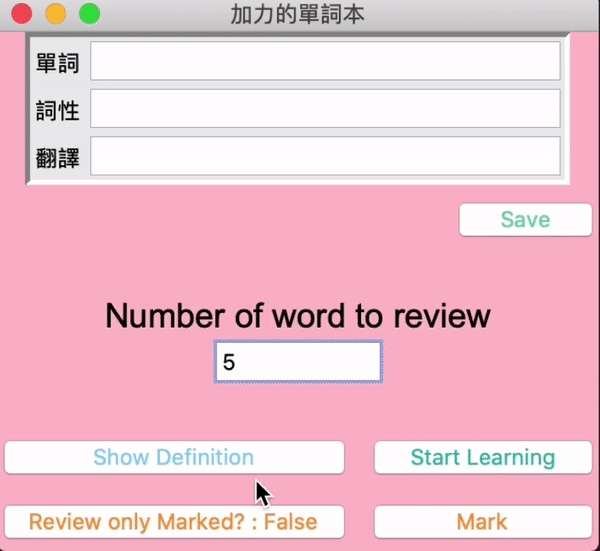 加力的單詞本
單詞
詞性
翻譯
Save
Number of word to review
5
Show Definition
Start Learning
Review only Marked? : False
Mark